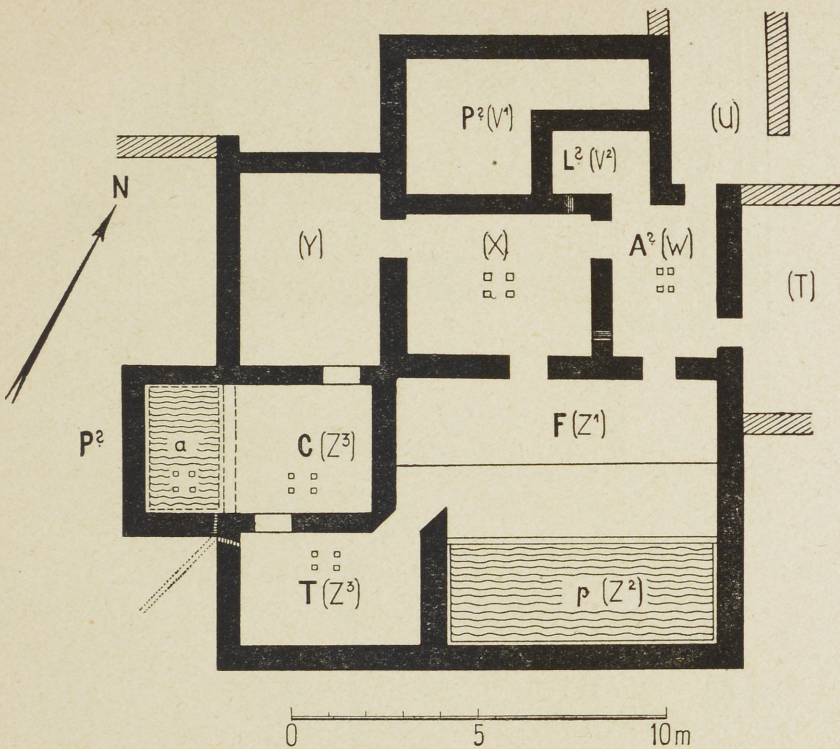 (U)
P? (V¹)
L? (V²)
N
(Y)
(X)
A? (W)
(T)
F (Z¹)
P?
a
C (Z³)
T (Z³)
p (Z²)
0 5 10 m